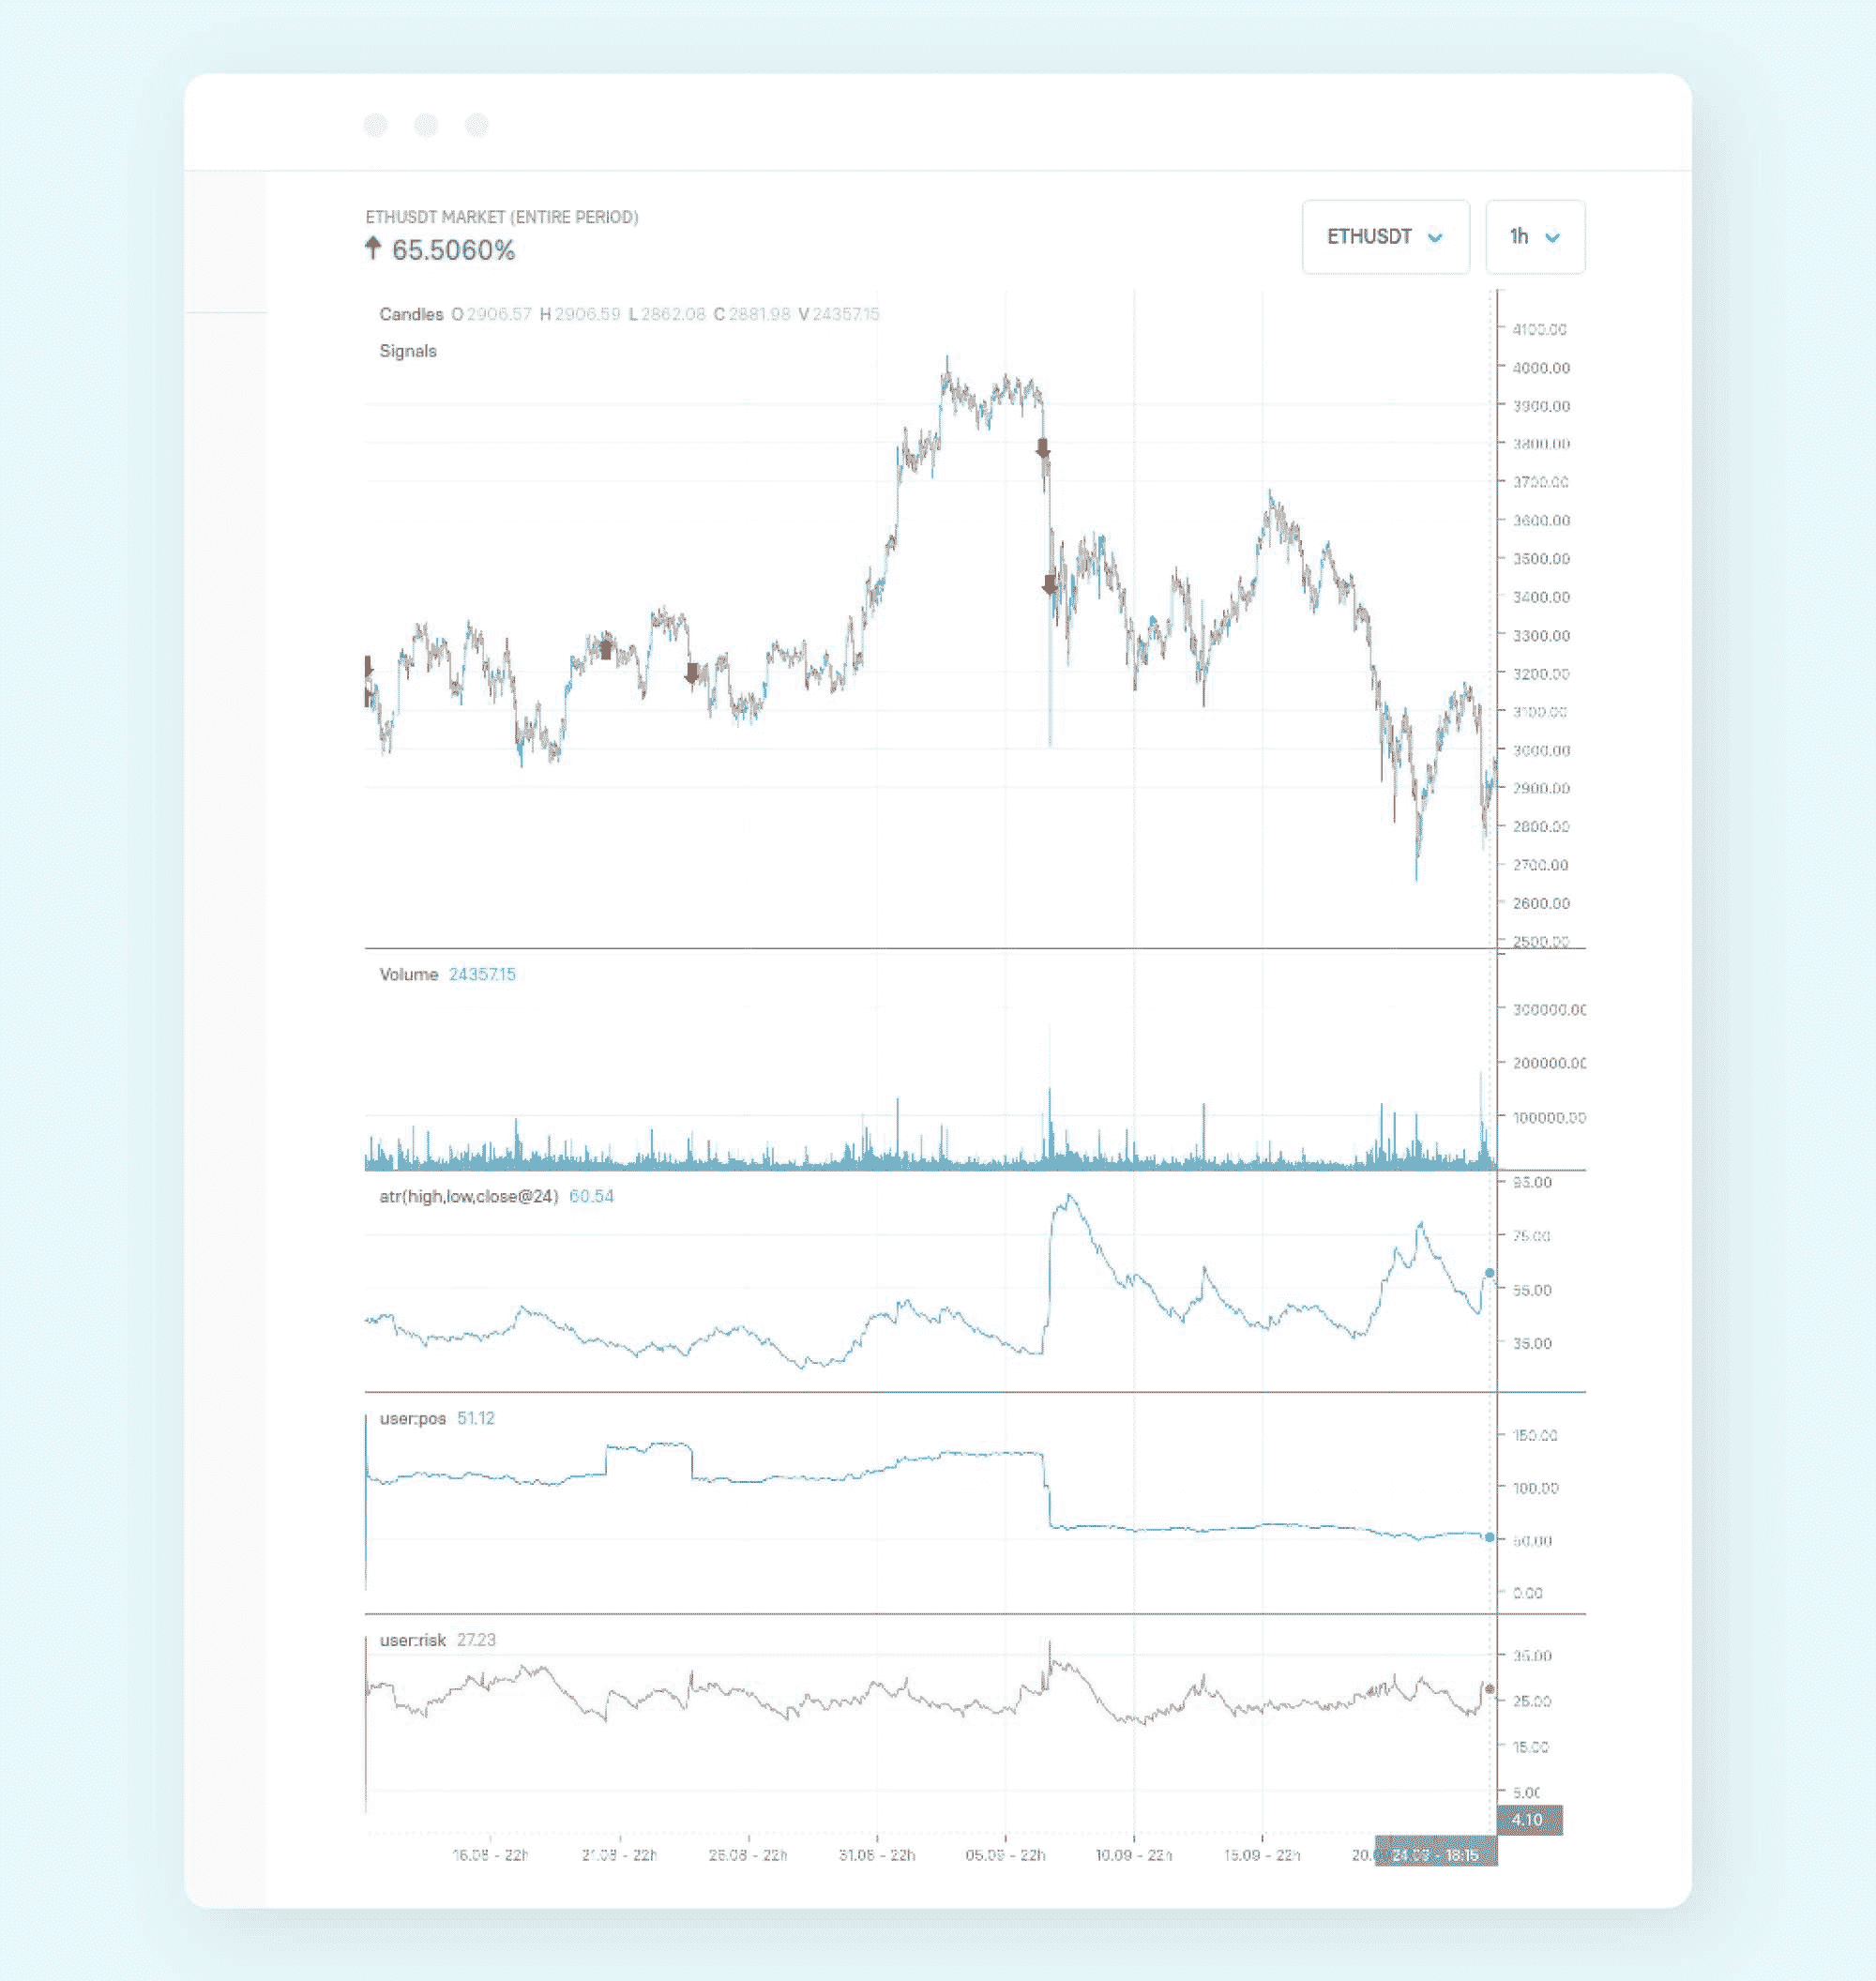 ETHUSDT MARKET (ENTIRE PERIOD)
65.5060%
ETHUSDT
1h
Candles O 2906.57 H 2906.59 L 2862.08 C 2881.98 V 24357.15
Signals
4100.00
4000.00
3900.00
3800.00
3700.00
3600.00
3500.00
3400.00
3300.00
3200.00
3100.00
3000.00
2900.00
2800.00
2700.00
2600.00
2500.00
Volume 24357.15
300000.00
200000.00
100000.00
atr(high,low,close@24) 60.54
95.00
75.00
55.00
35.00
user:pos 51.12
150.00
100.00
50.00
0.00
user:risk 27.23
35.00
25.00
15.00
5.00
4.10
16.08 - 22h
21.08 - 22h
26.08 - 22h
31.08 - 22h
05.09 - 22h
10.09 - 22h
15.09 - 22h
20.
24.09 - 18:15